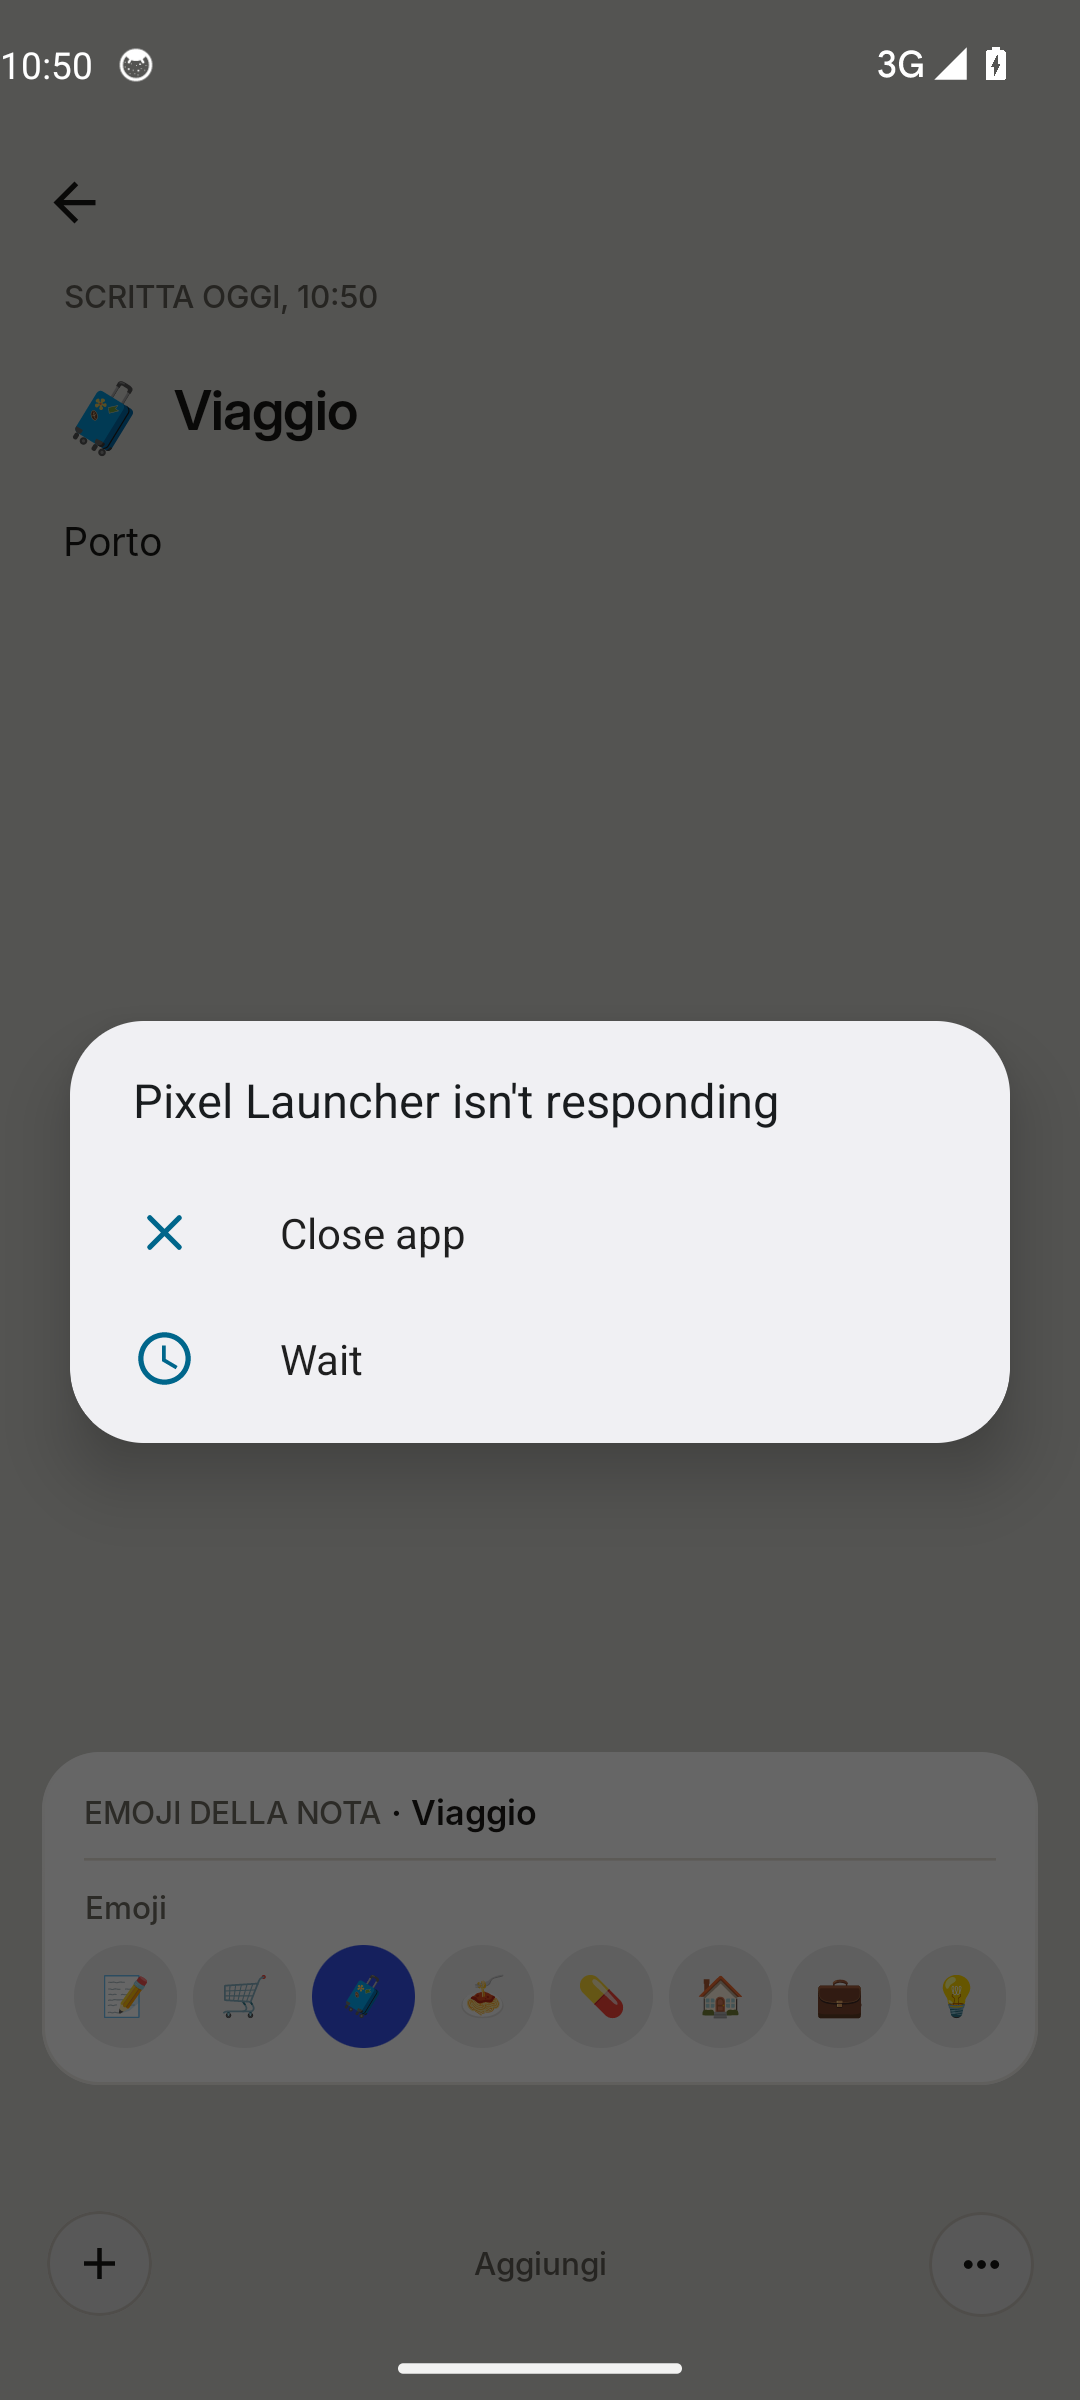 10:50
3G
SCRITTA OGGI, 10:50
Viaggio
Porto
Pixel Launcher isn't responding
Close app
Wait
EMOJI DELLA NOTA · Viaggio
Emoji
Aggiungi